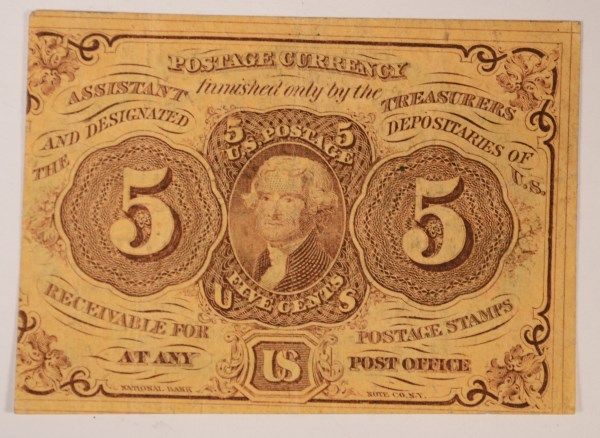 POSTAGE CURRENCY
furnished only by the
ASSISTANT TREASURERS
AND DESIGNATED DEPOSITARIES OF
THE U.S.
5 5
U.S. POSTAGE
5 5
FIVE CENTS
U S
RECEIVABLE FOR POSTAGE STAMPS
AT ANY US POST OFFICE
NATIONAL BANK NOTE CO. N.Y.